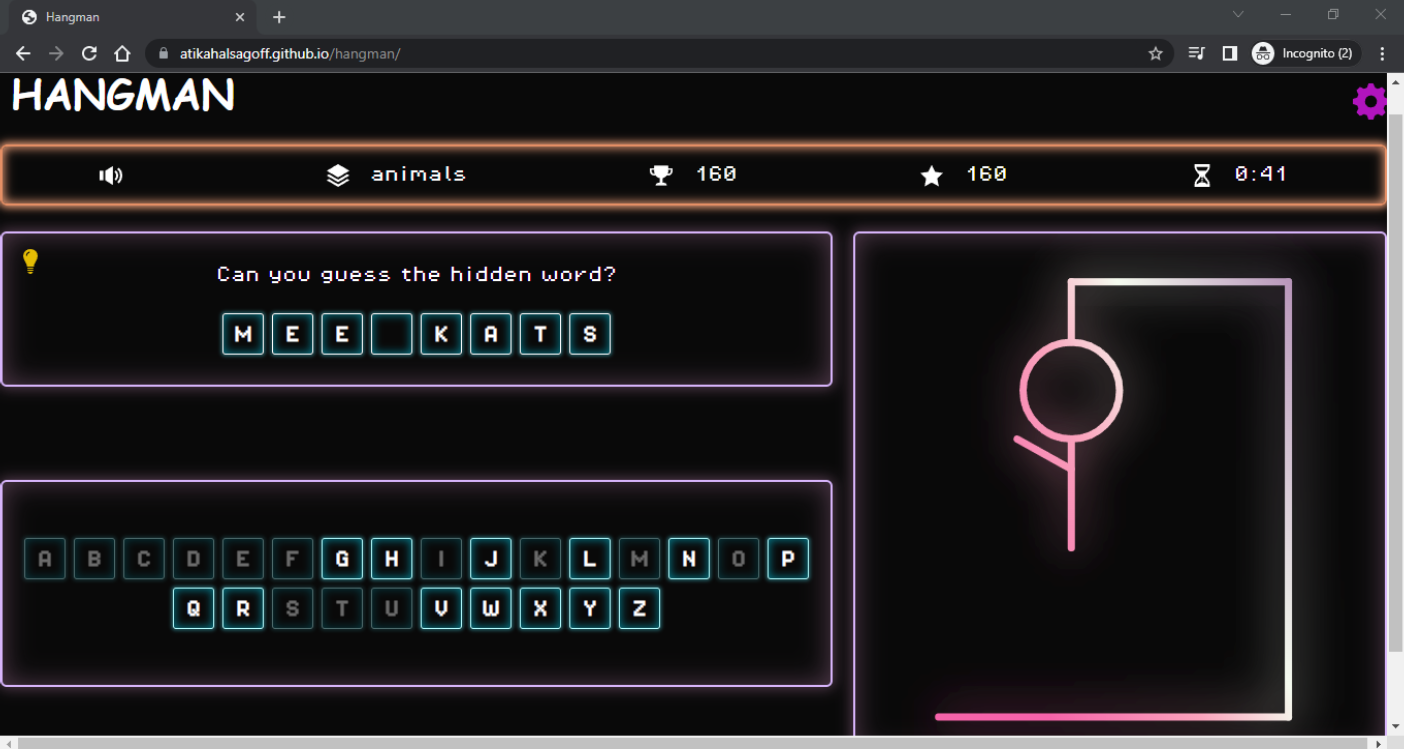 Hangman
atikahalsagoff.github.io/hangman/
Incognito (2)
HANGMAN
animals 160 160 0:41
Can you guess the hidden word?
M E E K A T S
A B C D E F G H I J K L M N O P
Q R S T U V W X Y Z